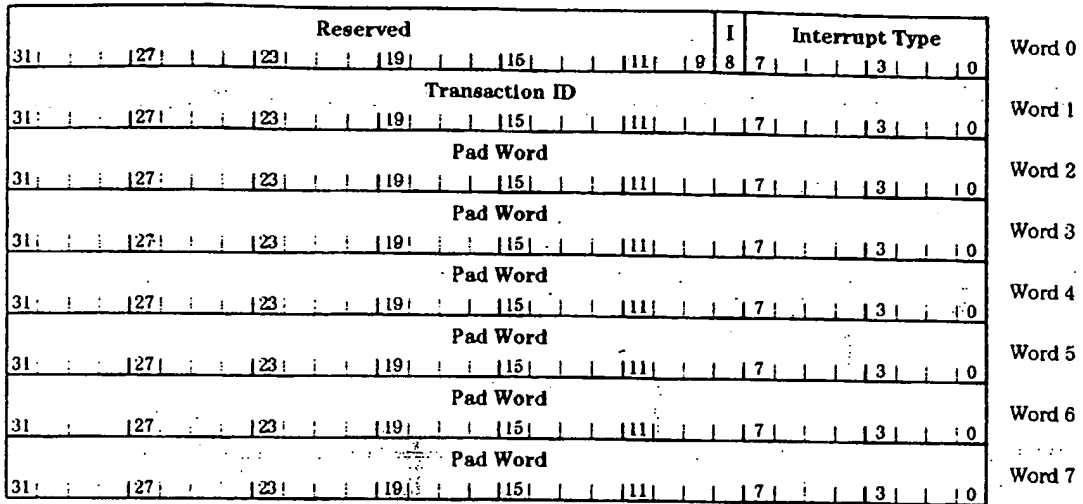 Reserved I Interrupt Type
31 27 23 19 15 11 9 8 7 3 0 Word 0
Transaction ID
31 27 23 19 15 11 7 3 0 Word 1
Pad Word
31 27 23 19 15 11 7 3 0 Word 2
Pad Word
31 27 23 19 15 11 7 3 0 Word 3
Pad Word
31 27 23 19 15 11 7 3 0 Word 4
Pad Word
31 27 23 19 15 11 7 3 0 Word 5
Pad Word
31 27 23 19 15 11 7 3 0 Word 6
Pad Word
31 27 23 19 15 11 7 3 0 Word 7